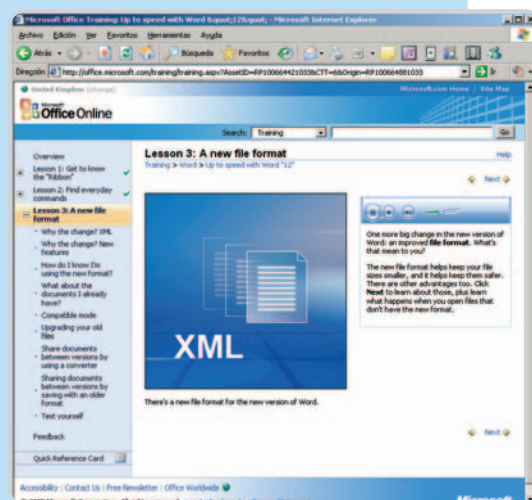 Microsoft Office Training: Up to speed with Word &quot;12&quot; - Microsoft Internet Explorer
Archivo Edición Ver Favoritos Herramientas Ayuda
Atrás Búsqueda Favoritos
Dirección http://office.microsoft.com/training/training.aspx?AssetID=RP100664421033&CTT=6&Origin=RP100664881033 Ir
United Kingdom (change) Microsoft.com Home | Site Map
Microsoft
Office Online
Search: Training Go
Overview
Lesson 1: Get to know
the "Ribbon"
Lesson 2: Find everyday
commands
Lesson 3: A new file
format
Why the change? XML
Why the change? New
features
How do I know I'm
using the new format?
What about the
documents I already
have?
Compatible mode
Upgrading your old
files
Share documents
between versions by
using a converter
Sharing documents
between versions by
saving with an older
format
Test yourself
Feedback
Quick Reference Card
Lesson 3: A new file format Help
Training > Word > Up to speed with Word "12"
Next
XML
There's a new file format for the new version of Word.
One more big change in the new version of
Word: an improved file format. What's
that mean to you?
The new file format helps keep your file
sizes smaller, and it helps keep them safer.
There are other advantages too. Click
Next to learn about those, plus learn
what happens when you open files that
don't have the new format.
Next
Accessibility | Contact Us | Free Newsletter | Office Worldwide
Microsoft